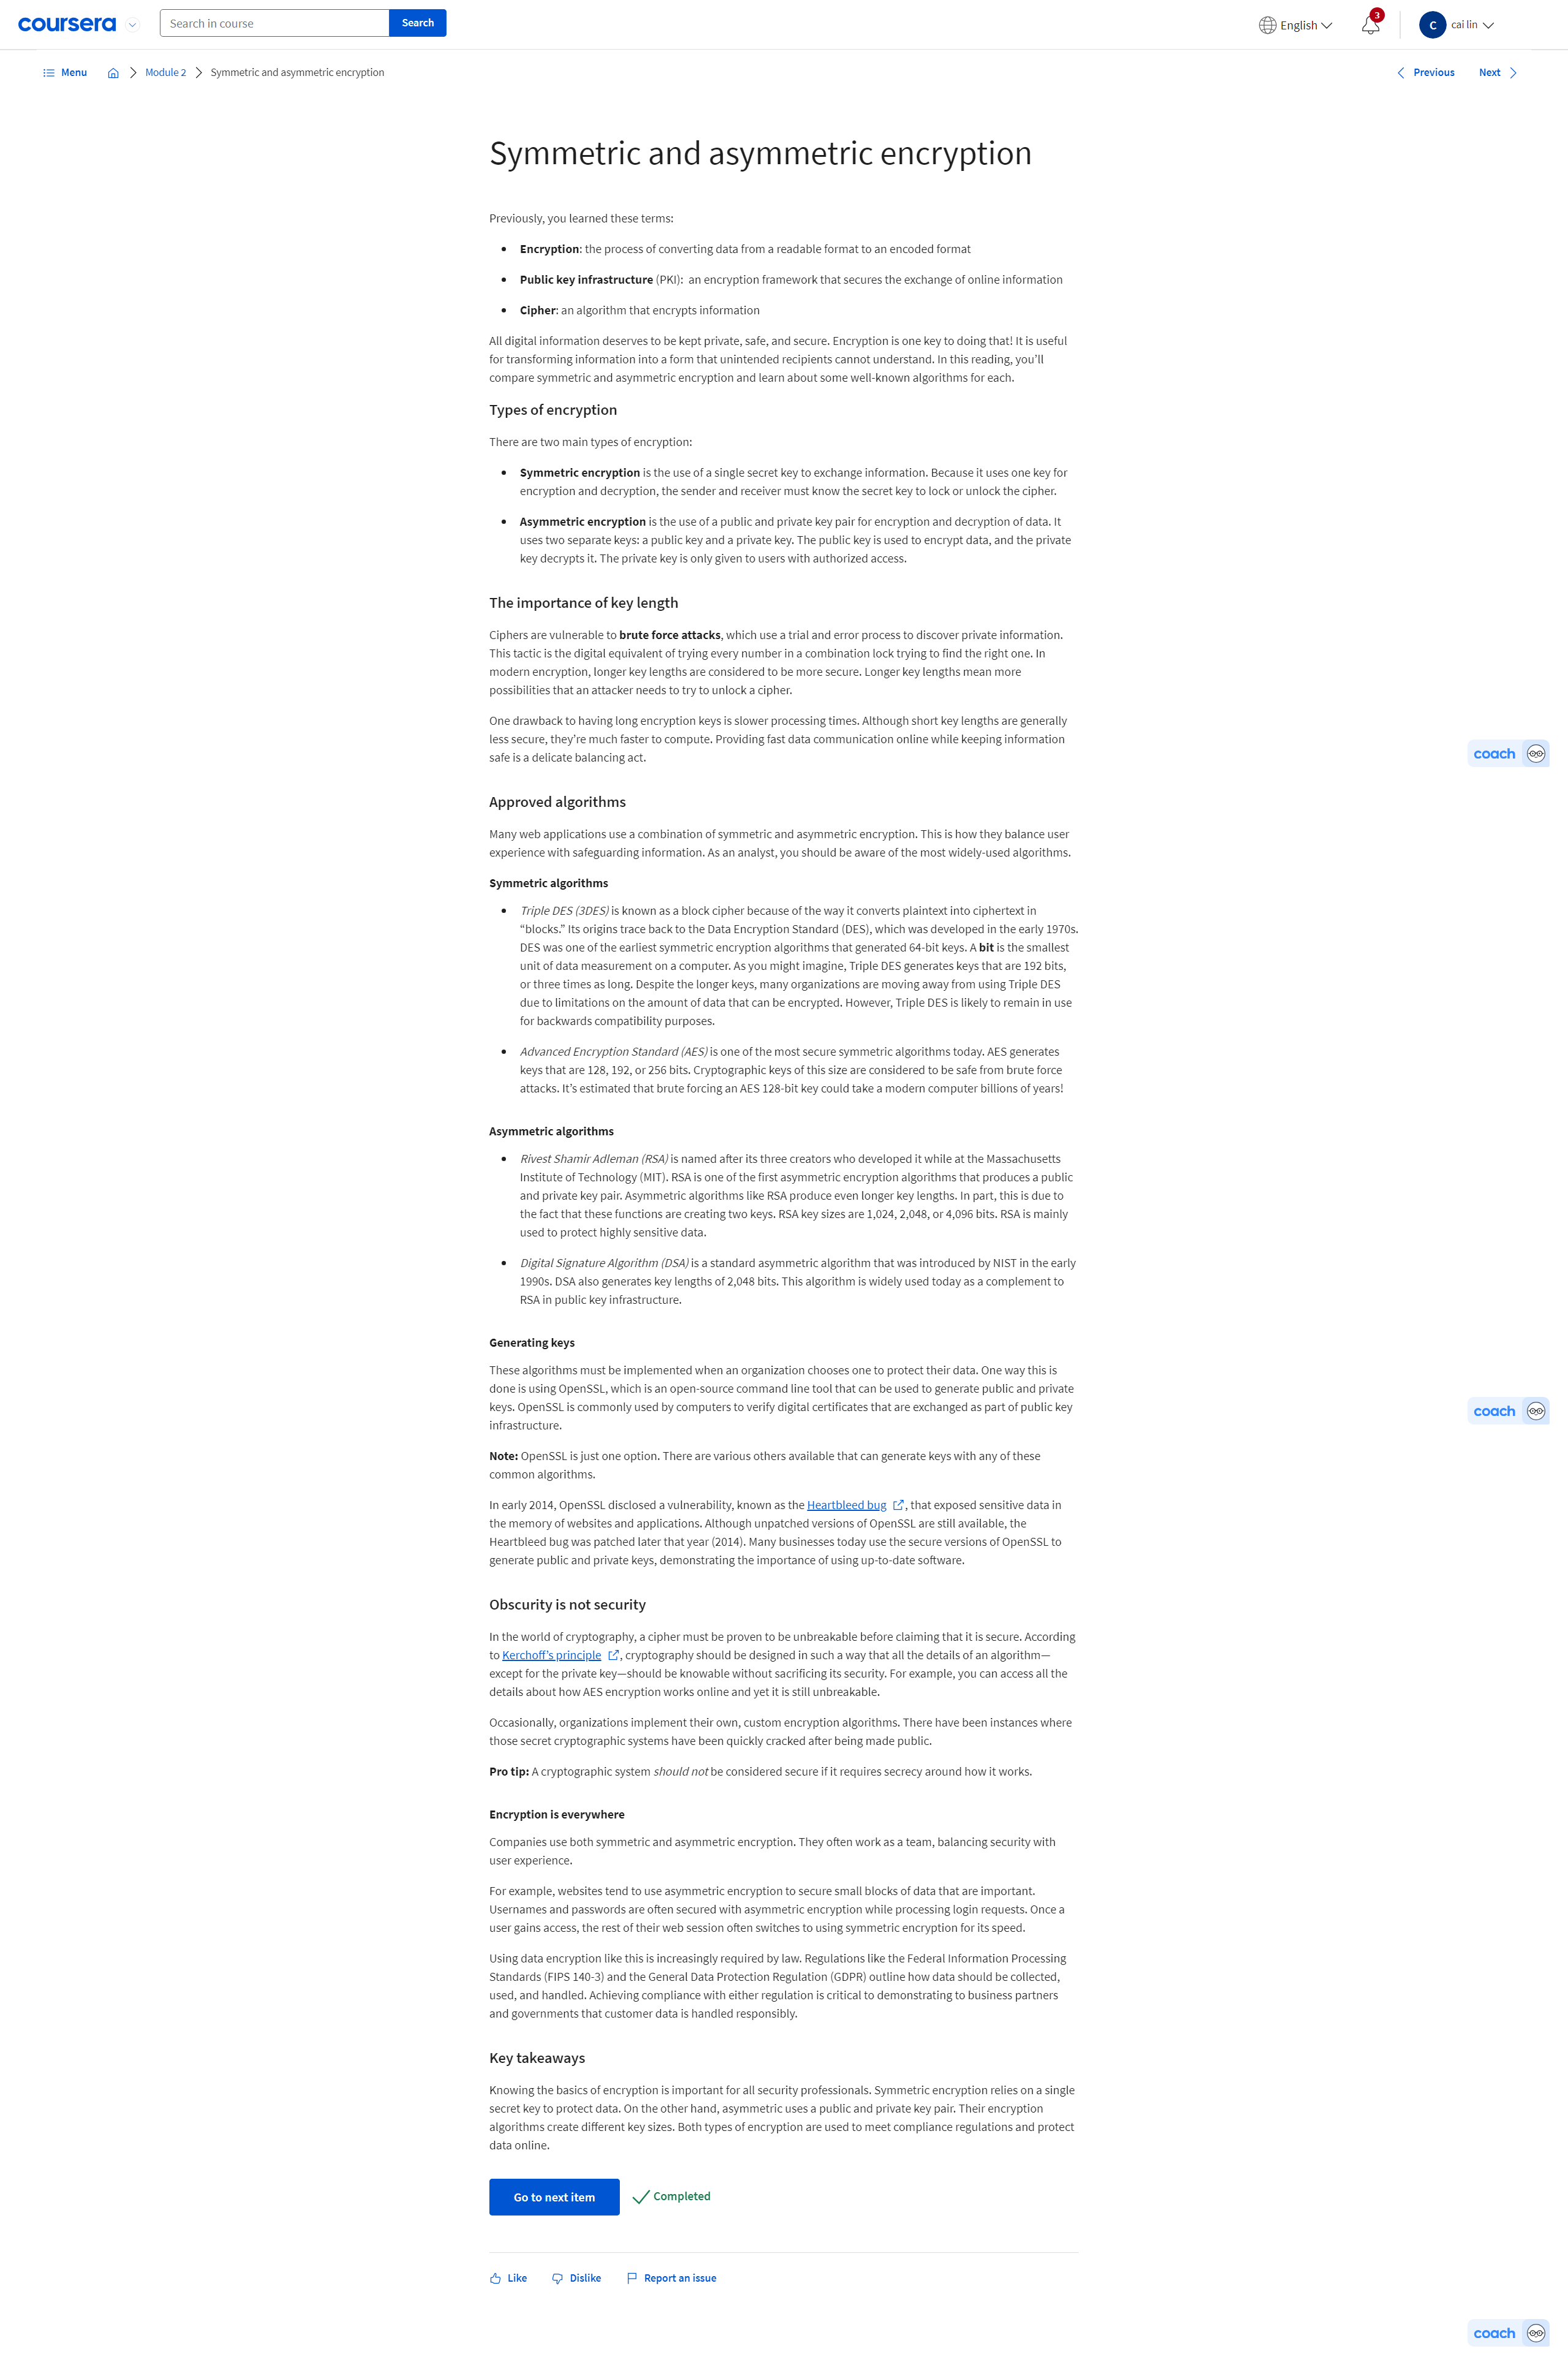 coursera
Search in course
Search
English
3
C
cai lin
Menu
Module 2
Symmetric and asymmetric encryption
Previous
Next
Symmetric and asymmetric encryption
Previously, you learned these terms:
Encryption: the process of converting data from a readable format to an encoded format
Public key infrastructure (PKI): an encryption framework that secures the exchange of online information
Cipher: an algorithm that encrypts information
All digital information deserves to be kept private, safe, and secure. Encryption is one key to doing that! It is useful
for transforming information into a form that unintended recipients cannot understand. In this reading, you’ll
compare symmetric and asymmetric encryption and learn about some well-known algorithms for each.
Types of encryption
There are two main types of encryption:
Symmetric encryption is the use of a single secret key to exchange information. Because it uses one key for
encryption and decryption, the sender and receiver must know the secret key to lock or unlock the cipher.
Asymmetric encryption is the use of a public and private key pair for encryption and decryption of data. It
uses two separate keys: a public key and a private key. The public key is used to encrypt data, and the private
key decrypts it. The private key is only given to users with authorized access.
The importance of key length
Ciphers are vulnerable to brute force attacks, which use a trial and error process to discover private information.
This tactic is the digital equivalent of trying every number in a combination lock trying to find the right one. In
modern encryption, longer key lengths are considered to be more secure. Longer key lengths mean more
possibilities that an attacker needs to try to unlock a cipher.
One drawback to having long encryption keys is slower processing times. Although short key lengths are generally
less secure, they’re much faster to compute. Providing fast data communication online while keeping information
safe is a delicate balancing act.
coach
Approved algorithms
Many web applications use a combination of symmetric and asymmetric encryption. This is how they balance user
experience with safeguarding information. As an analyst, you should be aware of the most widely-used algorithms.
Symmetric algorithms
Triple DES (3DES) is known as a block cipher because of the way it converts plaintext into ciphertext in
“blocks.” Its origins trace back to the Data Encryption Standard (DES), which was developed in the early 1970s.
DES was one of the earliest symmetric encryption algorithms that generated 64-bit keys. A bit is the smallest
unit of data measurement on a computer. As you might imagine, Triple DES generates keys that are 192 bits,
or three times as long. Despite the longer keys, many organizations are moving away from using Triple DES
due to limitations on the amount of data that can be encrypted. However, Triple DES is likely to remain in use
for backwards compatibility purposes.
Advanced Encryption Standard (AES) is one of the most secure symmetric algorithms today. AES generates
keys that are 128, 192, or 256 bits. Cryptographic keys of this size are considered to be safe from brute force
attacks. It’s estimated that brute forcing an AES 128-bit key could take a modern computer billions of years!
Asymmetric algorithms
Rivest Shamir Adleman (RSA) is named after its three creators who developed it while at the Massachusetts
Institute of Technology (MIT). RSA is one of the first asymmetric encryption algorithms that produces a public
and private key pair. Asymmetric algorithms like RSA produce even longer key lengths. In part, this is due to
the fact that these functions are creating two keys. RSA key sizes are 1,024, 2,048, or 4,096 bits. RSA is mainly
used to protect highly sensitive data.
Digital Signature Algorithm (DSA) is a standard asymmetric algorithm that was introduced by NIST in the early
1990s. DSA also generates key lengths of 2,048 bits. This algorithm is widely used today as a complement to
RSA in public key infrastructure.
Generating keys
These algorithms must be implemented when an organization chooses one to protect their data. One way this is
done is using OpenSSL, which is an open-source command line tool that can be used to generate public and private
keys. OpenSSL is commonly used by computers to verify digital certificates that are exchanged as part of public key
infrastructure.
coach
Note: OpenSSL is just one option. There are various others available that can generate keys with any of these
common algorithms.
In early 2014, OpenSSL disclosed a vulnerability, known as the Heartbleed bug, that exposed sensitive data in
the memory of websites and applications. Although unpatched versions of OpenSSL are still available, the
Heartbleed bug was patched later that year (2014). Many businesses today use the secure versions of OpenSSL to
generate public and private keys, demonstrating the importance of using up-to-date software.
Obscurity is not security
In the world of cryptography, a cipher must be proven to be unbreakable before claiming that it is secure. According
to Kerchoff’s principle, cryptography should be designed in such a way that all the details of an algorithm—
except for the private key—should be knowable without sacrificing its security. For example, you can access all the
details about how AES encryption works online and yet it is still unbreakable.
Occasionally, organizations implement their own, custom encryption algorithms. There have been instances where
those secret cryptographic systems have been quickly cracked after being made public.
Pro tip: A cryptographic system should not be considered secure if it requires secrecy around how it works.
Encryption is everywhere
Companies use both symmetric and asymmetric encryption. They often work as a team, balancing security with
user experience.
For example, websites tend to use asymmetric encryption to secure small blocks of data that are important.
Usernames and passwords are often secured with asymmetric encryption while processing login requests. Once a
user gains access, the rest of their web session often switches to using symmetric encryption for its speed.
Using data encryption like this is increasingly required by law. Regulations like the Federal Information Processing
Standards (FIPS 140-3) and the General Data Protection Regulation (GDPR) outline how data should be collected,
used, and handled. Achieving compliance with either regulation is critical to demonstrating to business partners
and governments that customer data is handled responsibly.
Key takeaways
Knowing the basics of encryption is important for all security professionals. Symmetric encryption relies on a single
secret key to protect data. On the other hand, asymmetric uses a public and private key pair. Their encryption
algorithms create different key sizes. Both types of encryption are used to meet compliance regulations and protect
data online.
Go to next item
Completed
Like
Dislike
Report an issue
coach